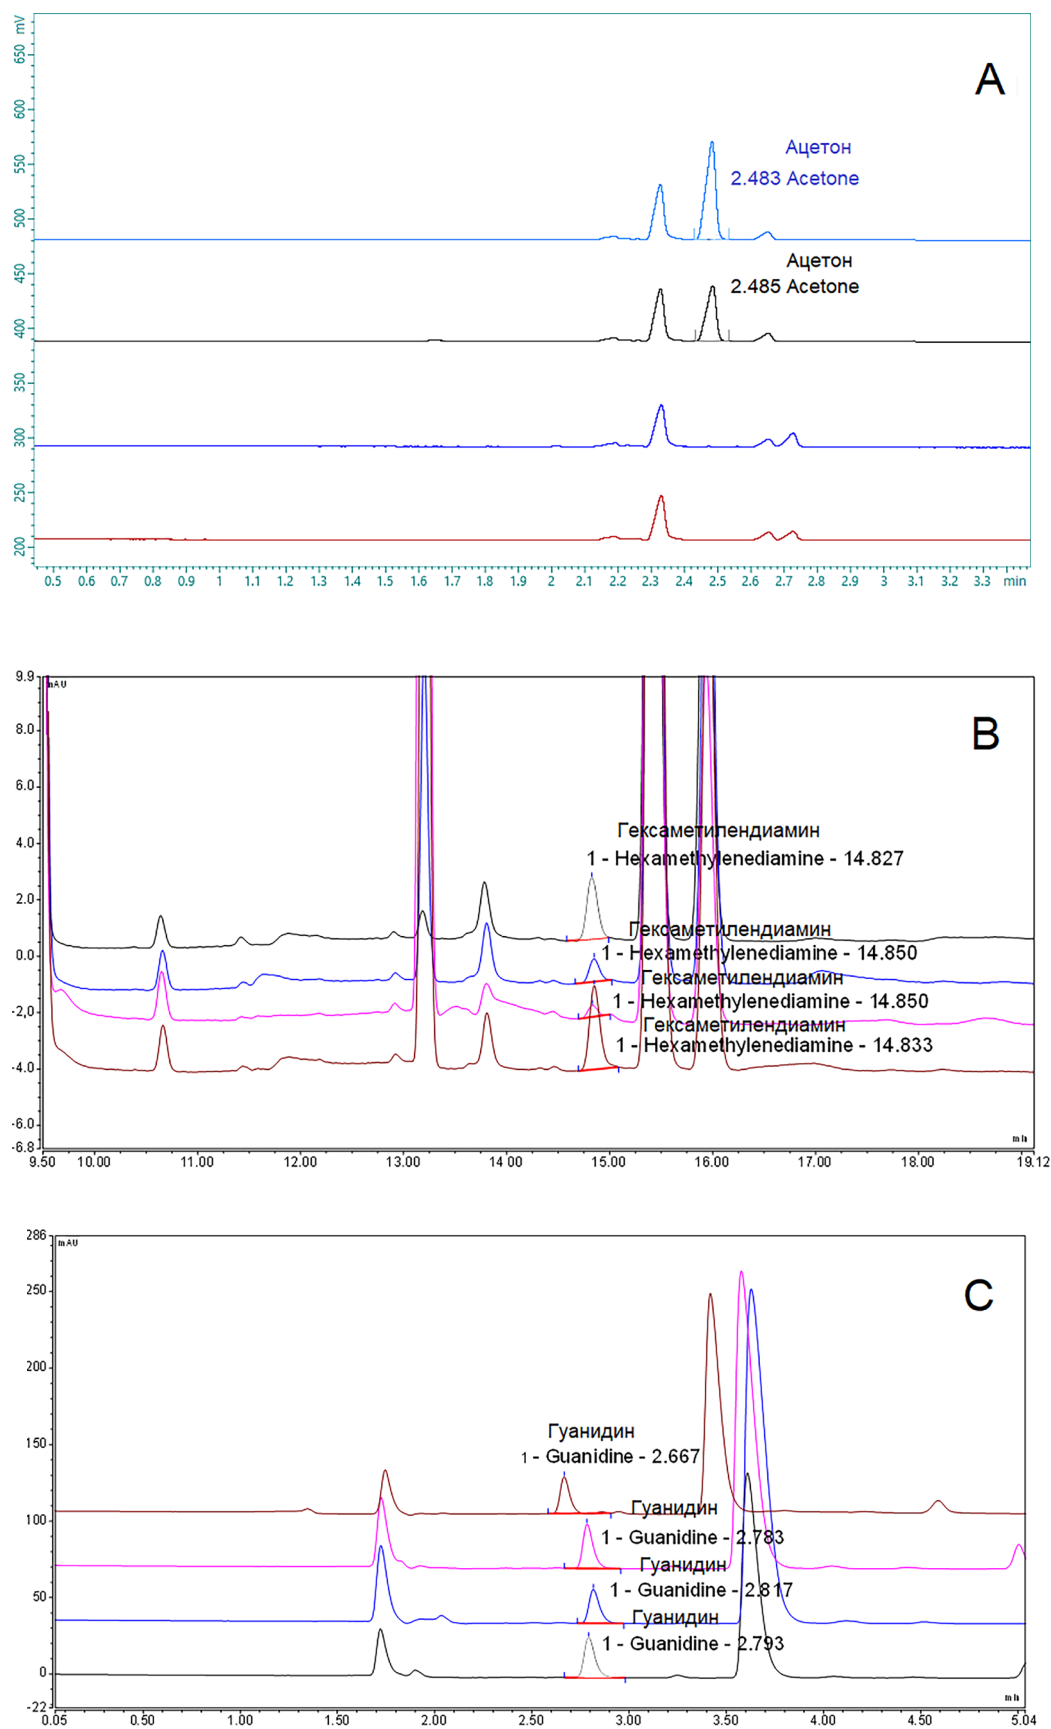 mV
A
650
600
550
500
450
400
350
300
250
200
Ацетон
2.483 Acetone
Ацетон
2.485 Acetone
0.5 0.6 0.7 0.8 0.9 1 1.1 1.2 1.3 1.4 1.5 1.6 1.7 1.8 1.9 2 2.1 2.2 2.3 2.4 2.5 2.6 2.7 2.8 2.9 3 3.1 3.2 3.3 min
9.9
mAU
B
8.0
6.0
4.0
2.0
0.0
-2.0
-4.0
-6.0
-6.8
Гексаметилендиамин
1 - Hexamethylenediamine - 14.827
Гексаметилендиамин
1 - Hexamethylenediamine - 14.850
Гексаметилендиамин
1 - Hexamethylenediamine - 14.850
Гексаметилендиамин
1 - Hexamethylenediamine - 14.833
9.50 10.00 11.00 12.00 13.00 14.00 15.00 16.00 17.00 18.00 19.12
286
mAU
C
250
200
150
100
50
0
-22
Гуанидин
1 - Guanidine - 2.667
Гуанидин
1 - Guanidine - 2.783
Гуанидин
1 - Guanidine - 2.817
Гуанидин
1 - Guanidine - 2.793
0.05 0.50 1.00 1.50 2.00 2.50 3.00 3.50 4.00 4.50 5.04